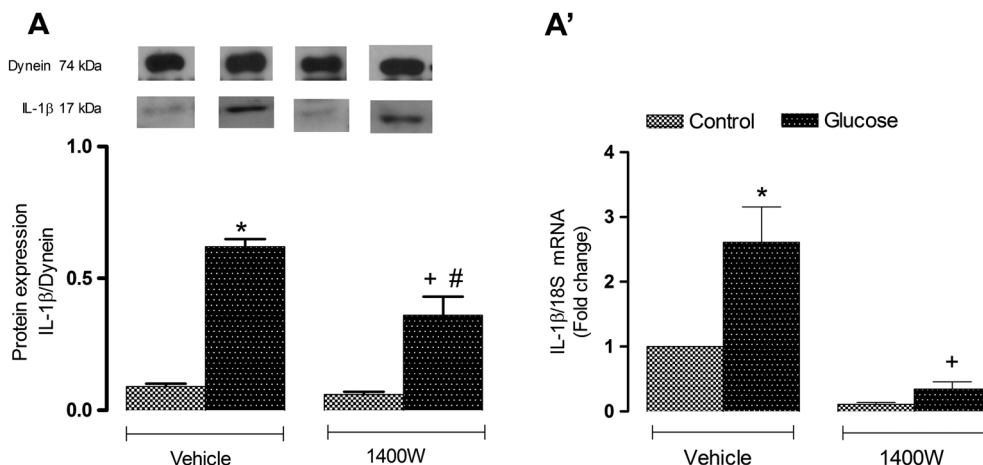 A
Dynein 74 kDa
IL-1β 17 kDa
Protein expression
IL-1β/Dynein
1.0
0.5
0.0
*
+ #
Vehicle
1400W
A'
Control
Glucose
IL-1β/18S mRNA
(Fold change)
4
3
2
1
0
*
+
Vehicle
1400W